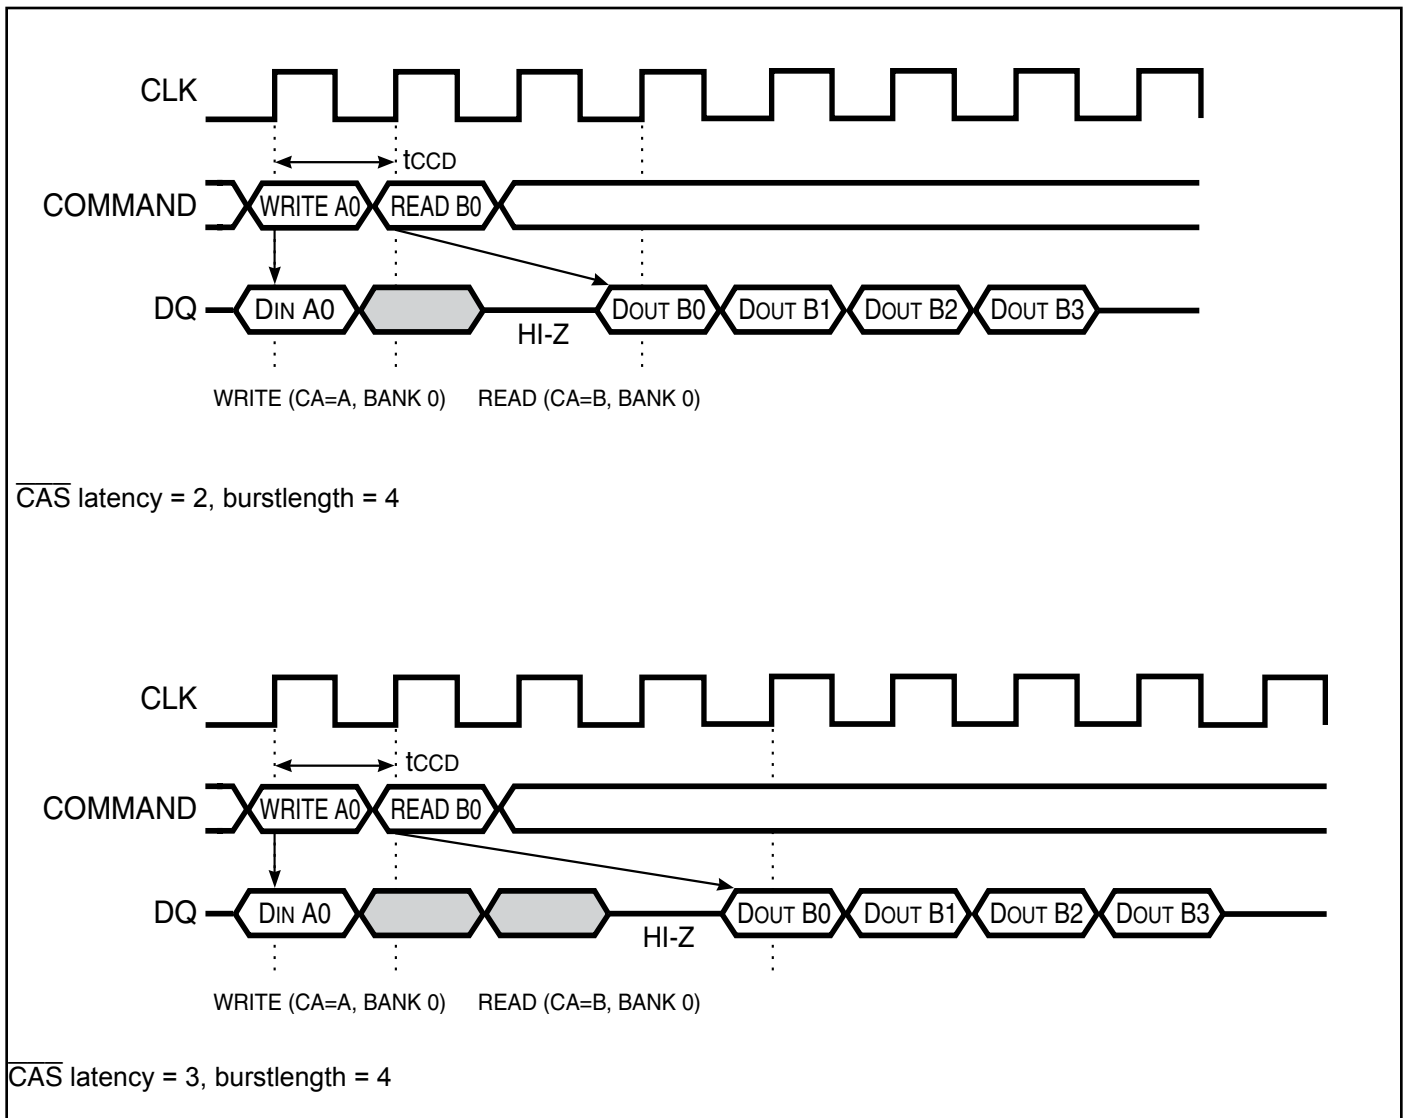 CLK
tCCD
COMMAND WRITE A0 READ B0
DQ DIN A0 DOUT B0 DOUT B1 DOUT B2 DOUT B3
HI-Z
WRITE (CA=A, BANK 0) READ (CA=B, BANK 0)
CAS latency = 2, burstlength = 4
CLK
tCCD
COMMAND WRITE A0 READ B0
DQ DIN A0 DOUT B0 DOUT B1 DOUT B2 DOUT B3
HI-Z
WRITE (CA=A, BANK 0) READ (CA=B, BANK 0)
CAS latency = 3, burstlength = 4